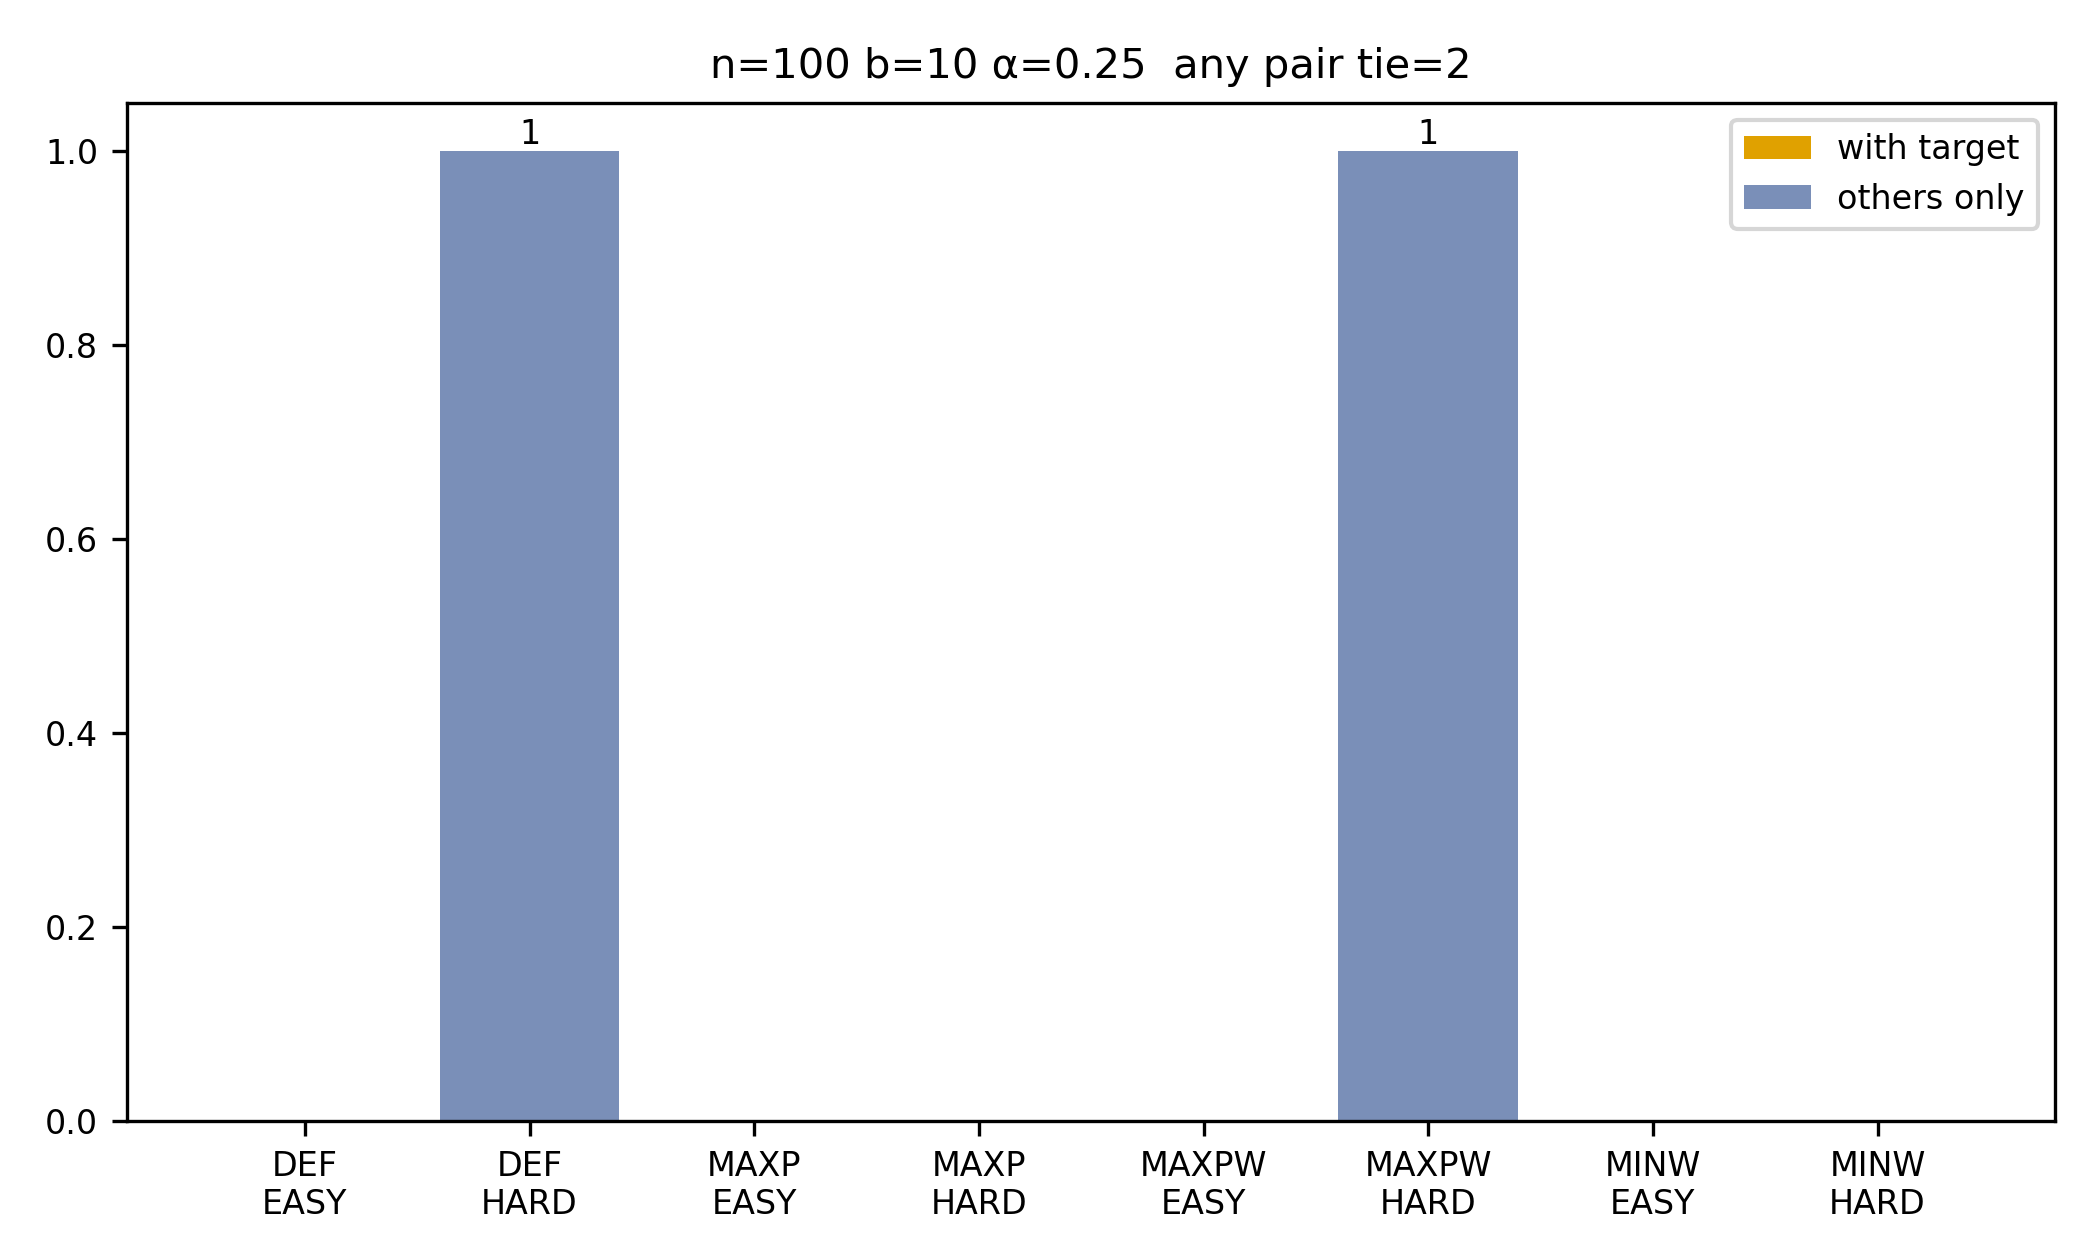 n=100 b=10 α=0.25  any pair tie=2
1
1
with target
others only
1.0
0.8
0.6
0.4
0.2
0.0
DEF
EASY
DEF
HARD
MAXP
EASY
MAXP
HARD
MAXPW
EASY
MAXPW
HARD
MINW
EASY
MINW
HARD